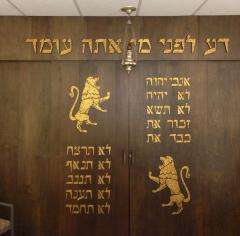 דע לפני מי אתה עומד
אנכי יהוה
לא יהיה
לא תשא
זכור את
כבד את
לא תרצח
לא תנאף
לא תגנב
לא תענה
לא תחמד